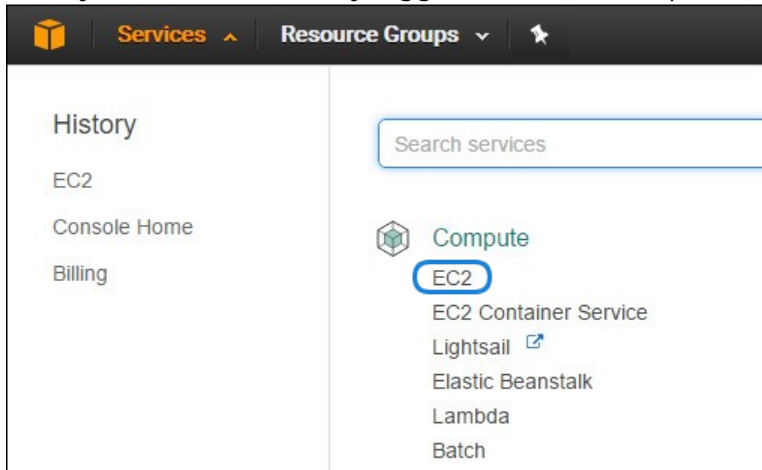 Services
Resource Groups
History
EC2
Console Home
Billing
Search services
Compute
EC2
EC2 Container Service
Lightsail
Elastic Beanstalk
Lambda
Batch